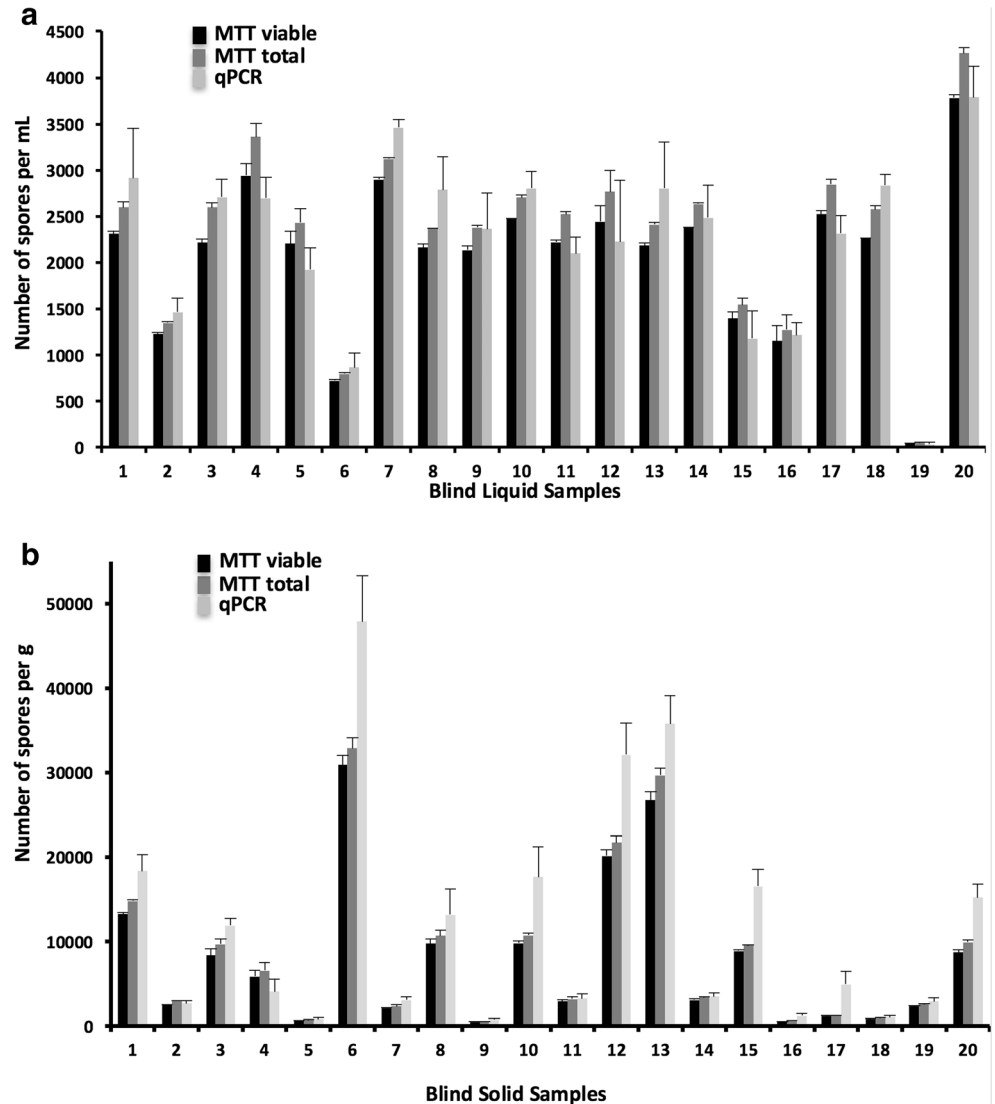 a
MTT viable
MTT total
qPCR
Number of spores per mL
4500
4000
3500
3000
2500
2000
1500
1000
500
0
1 2 3 4 5 6 7 8 9 10 11 12 13 14 15 16 17 18 19 20
Blind Liquid Samples
b
MTT viable
MTT total
qPCR
Number of spores per g
50000
40000
30000
20000
10000
0
1 2 3 4 5 6 7 8 9 10 11 12 13 14 15 16 17 18 19 20
Blind Solid Samples